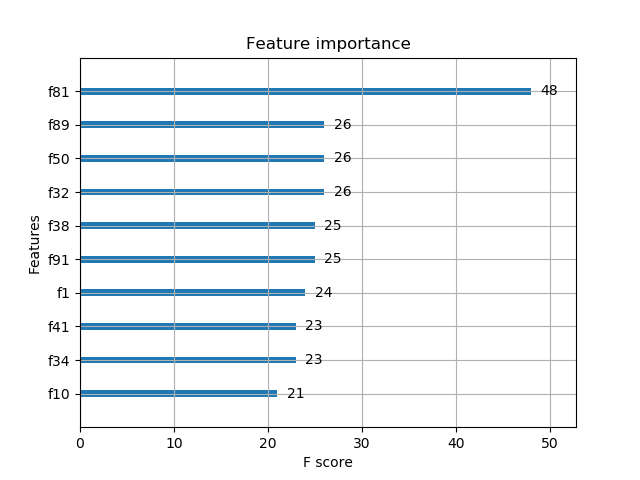 Feature importance
f81 48
f89 26
f50 26
f32 26
f38 25
f91 25
f1 24
f41 23
f34 23
f10 21
Features
0 10 20 30 40 50
F score